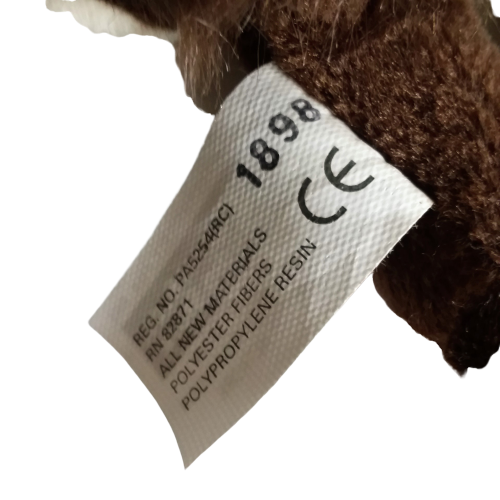 1898
CE
REG. NO. PA5254(RC)
RN 82871
ALL NEW MATERIALS
POLYESTER FIBERS
POLYPROPYLENE RESIN